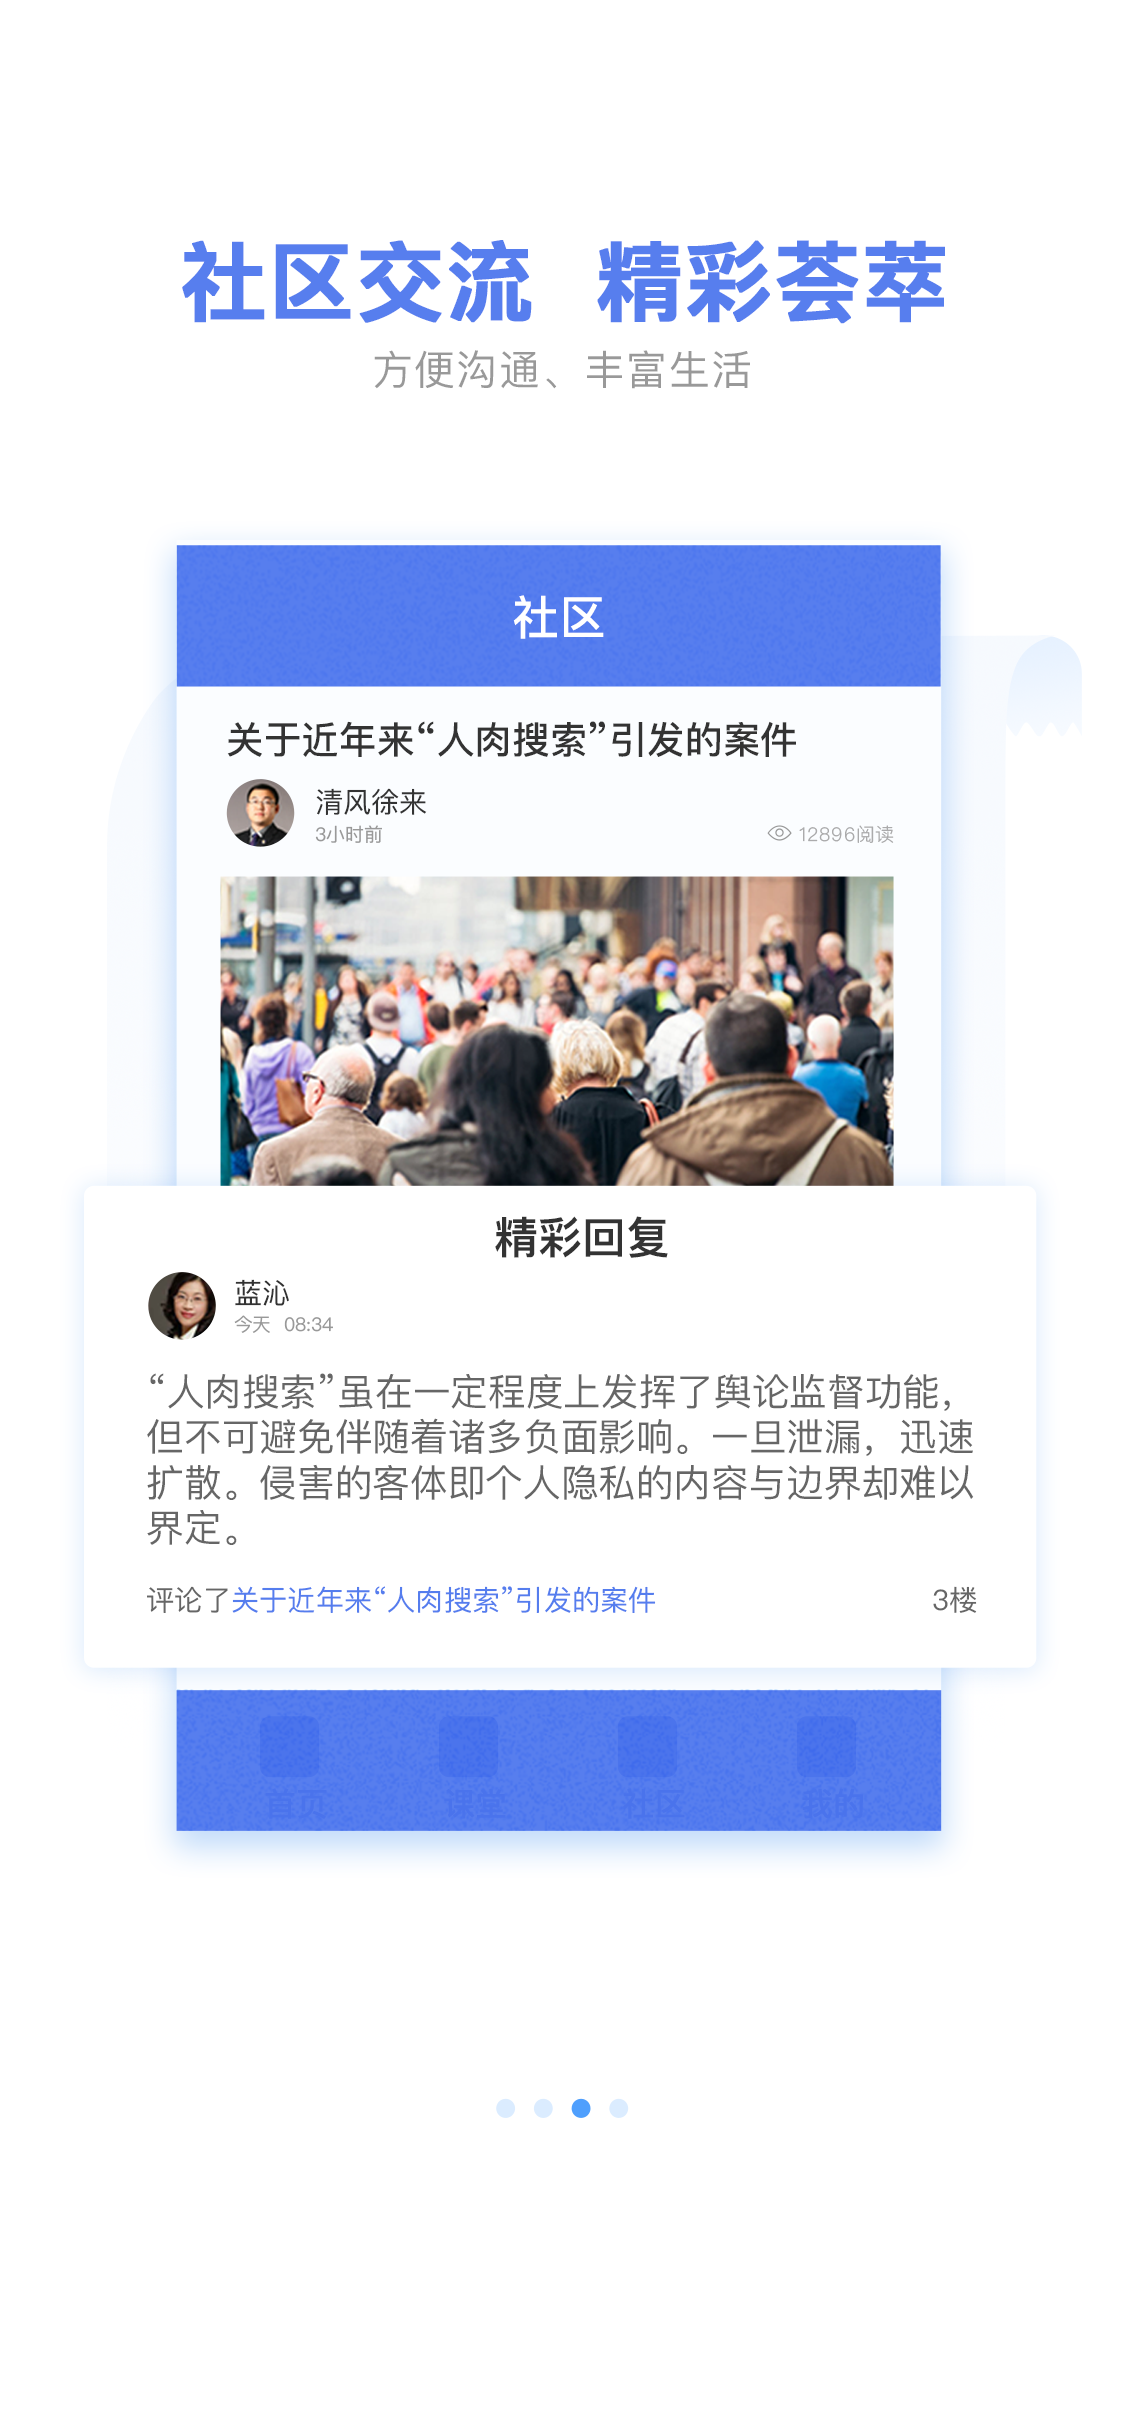 社区交流 精彩荟萃
方便沟通、丰富生活
社区
关于近年来“人肉搜索”引发的案件
清风徐来
3小时前
12896阅读
精彩回复
蓝沁
今天 08:34
“人肉搜索”虽在一定程度上发挥了舆论监督功能，
但不可避免伴随着诸多负面影响。一旦泄漏，迅速
扩散。侵害的客体即个人隐私的内容与边界却难以
界定。
评论了关于近年来“人肉搜索”引发的案件 3楼
首页 课堂 社区 我的